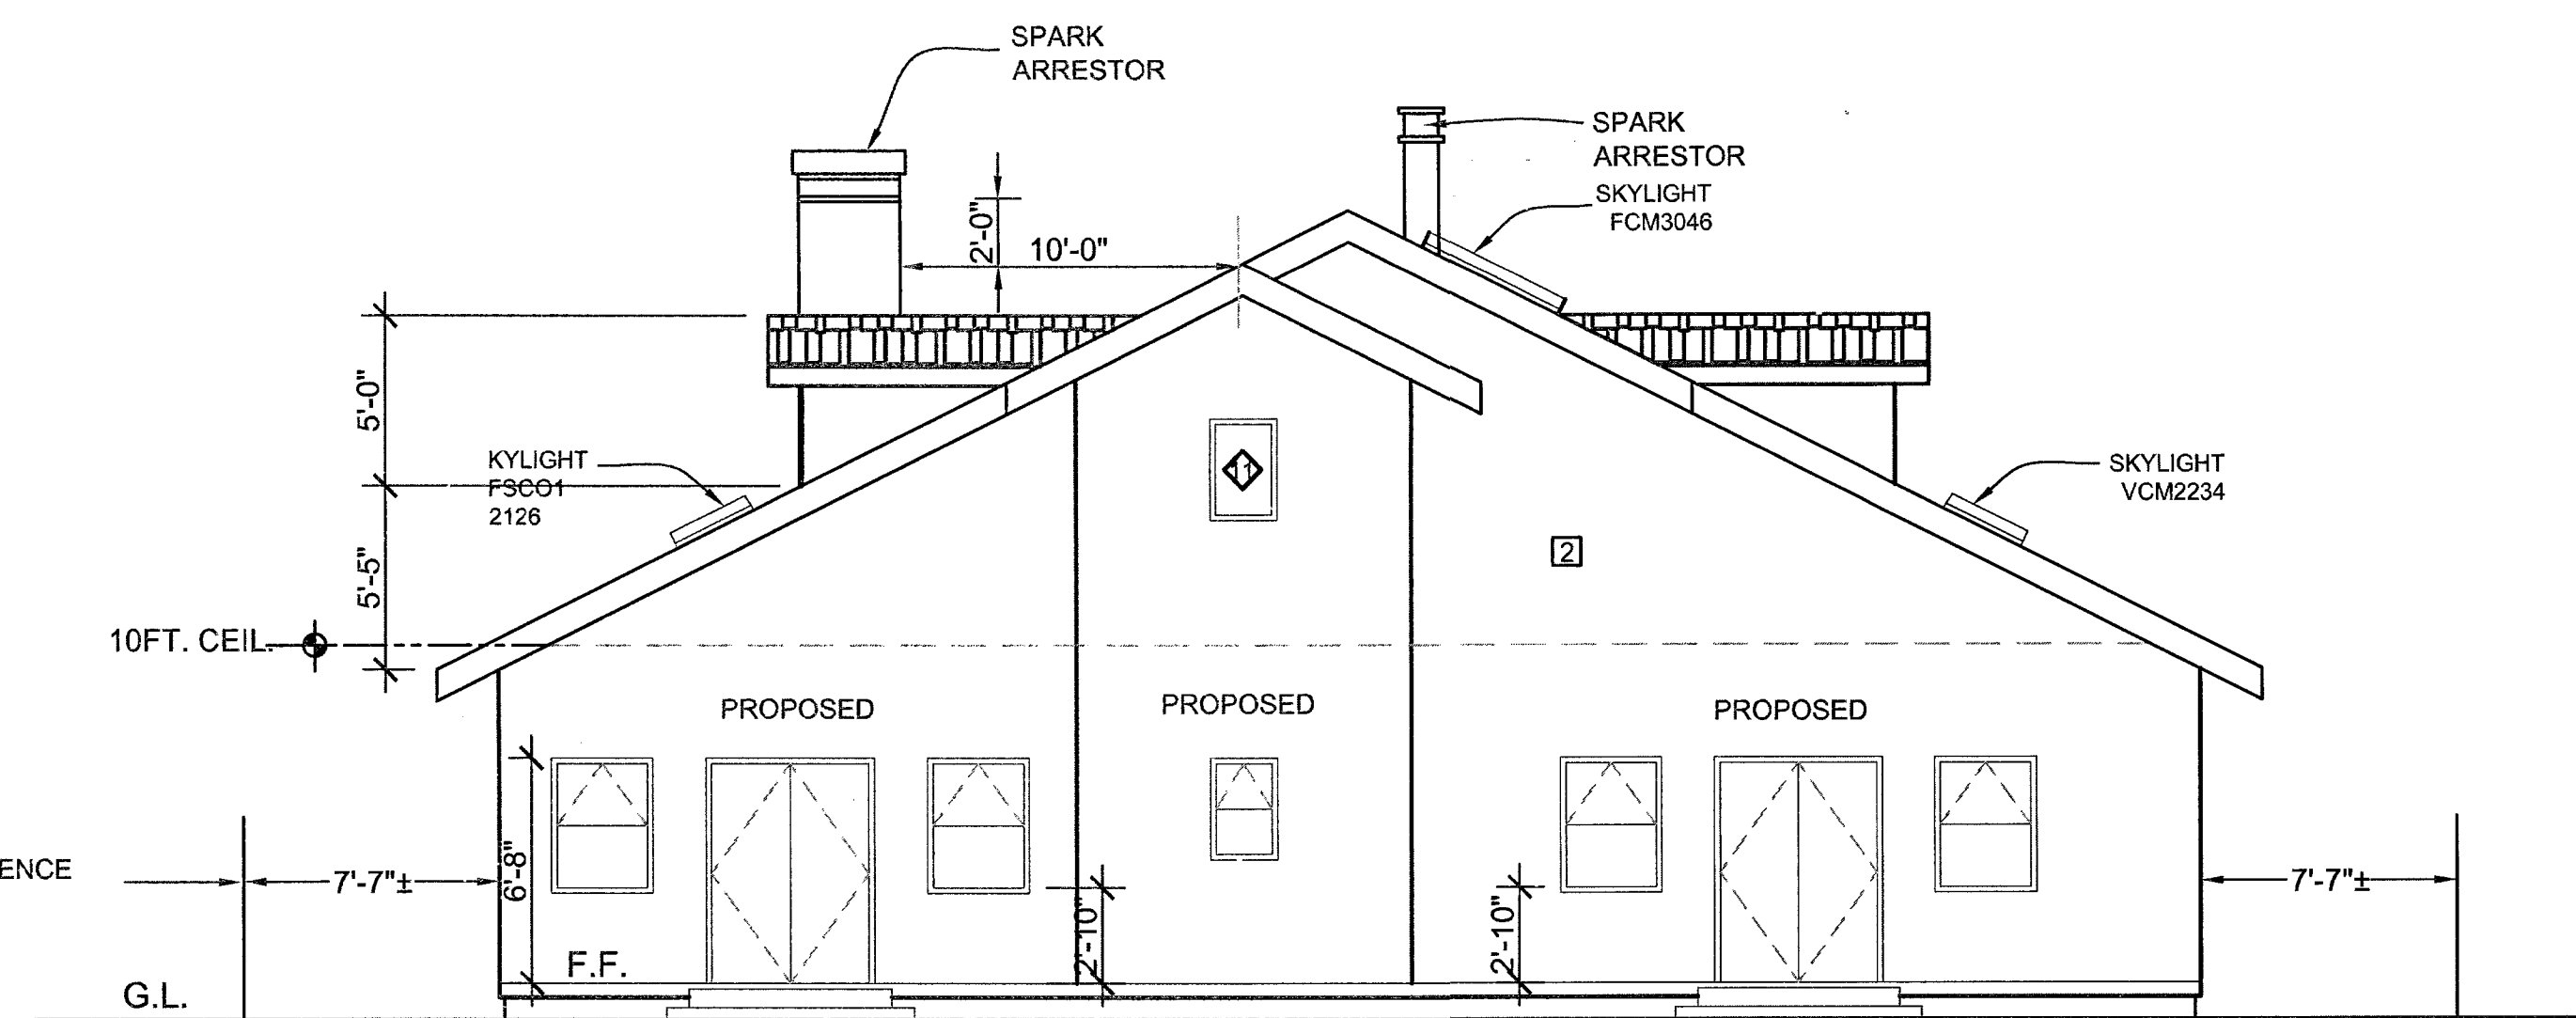 SPARK
ARRESTOR
SPARK
ARRESTOR
SKYLIGHT
FCM3046
2'-0"
10'-0"
5'-0"
KYLIGHT
FSCO1
2126
11
SKYLIGHT
VCM2234
2
5'-5"
10FT. CEIL.
PROPOSED
PROPOSED
PROPOSED
6'-8"
ENCE
7'-7"±
7'-7"±
2'-10"
2'-10"
F.F.
G.L.